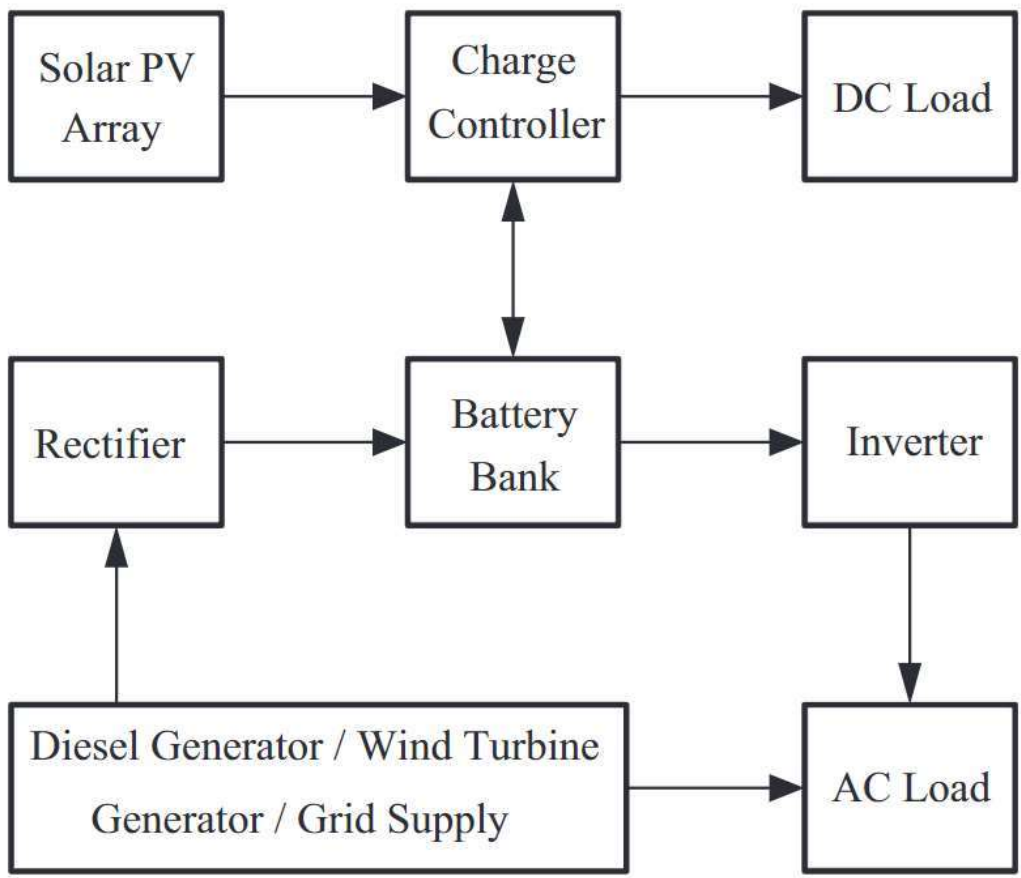 Solar PV
Array
Charge
Controller
DC Load
Rectifier
Battery
Bank
Inverter
Diesel Generator / Wind Turbine
Generator / Grid Supply
AC Load